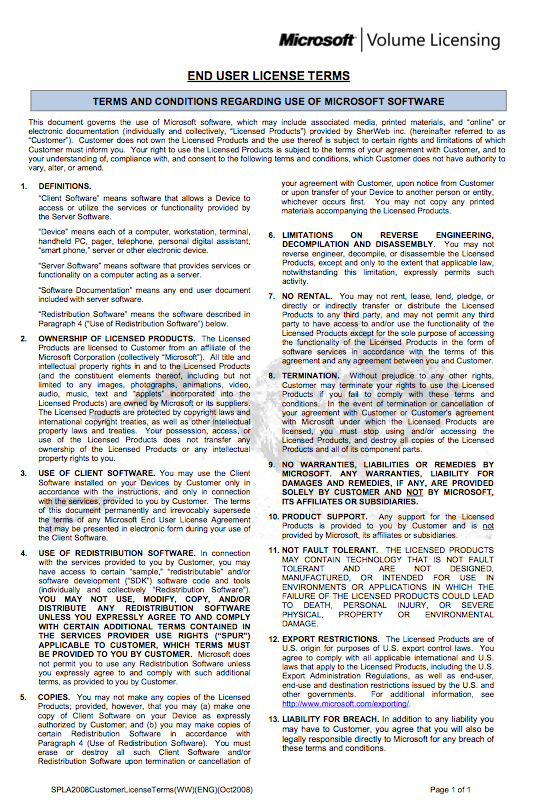 Microsoft | Volume Licensing
END USER LICENSE TERMS
TERMS AND CONDITIONS REGARDING USE OF MICROSOFT SOFTWARE
This document governs the use of Microsoft software, which may include associated media, printed materials, and “online” or
electronic documentation (individually and collectively, “Licensed Products”) provided by SherWeb inc. (hereinafter referred to as
“Customer”). Customer does not own the Licensed Products and the use thereof is subject to certain rights and limitations of which
Customer must inform you. Your right to use the Licensed Products is subject to the terms of your agreement with Customer, and to
your understanding of, compliance with, and consent to the following terms and conditions, which Customer does not have authority to
vary, alter, or amend.
1. DEFINITIONS.
“Client Software” means software that allows a Device to
access or utilize the services or functionality provided by
the Server Software.
“Device” means each of a computer, workstation, terminal,
handheld PC, pager, telephone, personal digital assistant,
“smart phone,” server or other electronic device.
“Server Software” means software that provides services or
functionality on a computer acting as a server.
“Software Documentation” means any end user document
included with server software.
“Redistribution Software” means the software described in
Paragraph 4 (“Use of Redistribution Software”) below.
2. OWNERSHIP OF LICENSED PRODUCTS. The Licensed
Products are licensed to Customer from an affiliate of the
Microsoft Corporation (collectively “Microsoft”). All title and
intellectual property rights in and to the Licensed Products
(and the constituent elements thereof, including but not
limited to any images, photographs, animations, video,
audio, music, text and “applets” incorporated into the
Licensed Products) are owned by Microsoft or its suppliers.
The Licensed Products are protected by copyright laws and
international copyright treaties, as well as other intellectual
property laws and treaties. Your possession, access, or
use of the Licensed Products does not transfer any
ownership of the Licensed Products or any intellectual
property rights to you.
3. USE OF CLIENT SOFTWARE. You may use the Client
Software installed on your Devices by Customer only in
accordance with the instructions, and only in connection
with the services, provided to you by Customer. The terms
of this document permanently and irrevocably supersede
the terms of any Microsoft End User License Agreement
that may be presented in electronic form during your use of
the Client Software.
4. USE OF REDISTRIBUTION SOFTWARE. In connection
with the services provided to you by Customer, you may
have access to certain “sample,” “redistributable” and/or
software development (“SDK”) software code and tools
(individually and collectively “Redistribution Software”).
YOU MAY NOT USE, MODIFY, COPY, AND/OR
DISTRIBUTE ANY REDISTRIBUTION SOFTWARE
UNLESS YOU EXPRESSLY AGREE TO AND COMPLY
WITH CERTAIN ADDITIONAL TERMS CONTAINED IN
THE SERVICES PROVIDER USE RIGHTS (“SPUR”)
APPLICABLE TO CUSTOMER, WHICH TERMS MUST
BE PROVIDED TO YOU BY CUSTOMER. Microsoft does
not permit you to use any Redistribution Software unless
you expressly agree to and comply with such additional
terms, as provided to you by Customer.
5. COPIES. You may not make any copies of the Licensed
Products; provided, however, that you may (a) make one
copy of Client Software on your Device as expressly
authorized by Customer; and (b) you may make copies of
certain Redistribution Software in accordance with
Paragraph 4 (Use of Redistribution Software). You must
erase or destroy all such Client Software and/or
Redistribution Software upon termination or cancellation of
your agreement with Customer, upon notice from Customer
or upon transfer of your Device to another person or entity,
whichever occurs first. You may not copy any printed
materials accompanying the Licensed Products.
6. LIMITATIONS ON REVERSE ENGINEERING,
DECOMPILATION AND DISASSEMBLY. You may not
reverse engineer, decompile, or disassemble the Licensed
Products, except and only to the extent that applicable law,
notwithstanding this limitation, expressly permits such
activity.
7. NO RENTAL. You may not rent, lease, lend, pledge, or
directly or indirectly transfer or distribute the Licensed
Products to any third party, and may not permit any third
party to have access to and/or use the functionality of the
Licensed Products except for the sole purpose of accessing
the functionality of the Licensed Products in the form of
software services in accordance with the terms of this
agreement and any agreement between you and Customer.
8. TERMINATION. Without prejudice to any other rights,
Customer may terminate your rights to use the Licensed
Products if you fail to comply with these terms and
conditions. In the event of termination or cancellation of
your agreement with Customer or Customer’s agreement
with Microsoft under which the Licensed Products are
licensed, you must stop using and/or accessing the
Licensed Products, and destroy all copies of the Licensed
Products and all of its component parts.
9. NO WARRANTIES, LIABILITIES OR REMEDIES BY
MICROSOFT. ANY WARRANTIES, LIABILITY FOR
DAMAGES AND REMEDIES, IF ANY, ARE PROVIDED
SOLELY BY CUSTOMER AND NOT BY MICROSOFT,
ITS AFFILIATES OR SUBSIDIARIES.
10. PRODUCT SUPPORT. Any support for the Licensed
Products is provided to you by Customer and is not
provided by Microsoft, its affiliates or subsidiaries.
11. NOT FAULT TOLERANT. THE LICENSED PRODUCTS
MAY CONTAIN TECHNOLOGY THAT IS NOT FAULT
TOLERANT AND ARE NOT DESIGNED,
MANUFACTURED, OR INTENDED FOR USE IN
ENVIRONMENTS OR APPLICATIONS IN WHICH THE
FAILURE OF THE LICENSED PRODUCTS COULD LEAD
TO DEATH, PERSONAL INJURY, OR SEVERE
PHYSICAL, PROPERTY OR ENVIRONMENTAL
DAMAGE.
12. EXPORT RESTRICTIONS. The Licensed Products are of
U.S. origin for purposes of U.S. export control laws. You
agree to comply with all applicable international and U.S.
laws that apply to the Licensed Products, including the U.S.
Export Administration Regulations, as well as end-user,
end-use and destination restrictions issued by the U.S. and
other governments. For additional information, see
http://www.microsoft.com/exporting/.
13. LIABILITY FOR BREACH. In addition to any liability you
may have to Customer, you agree that you will also be
legally responsible directly to Microsoft for any breach of
these terms and conditions.
SPLA2008CustomerLicenseTerms(WW)(ENG)(Oct2008) Page 1 of 1